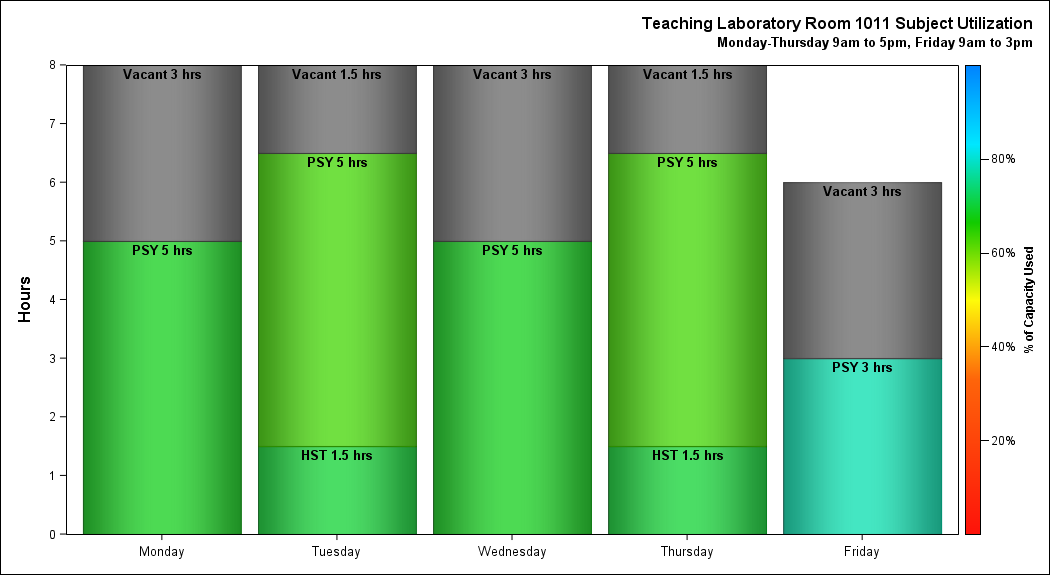 Teaching Laboratory Room 1011 Subject Utilization
Monday-Thursday 9am to 5pm, Friday 9am to 3pm
8
7
6
5
4
3
2
1
0
Hours
Vacant 3 hrs
PSY 5 hrs
Vacant 1.5 hrs
PSY 5 hrs
HST 1.5 hrs
Vacant 3 hrs
PSY 5 hrs
Vacant 1.5 hrs
PSY 5 hrs
HST 1.5 hrs
Vacant 3 hrs
PSY 3 hrs
Monday
Tuesday
Wednesday
Thursday
Friday
80%
60%
40%
20%
% of Capacity Used